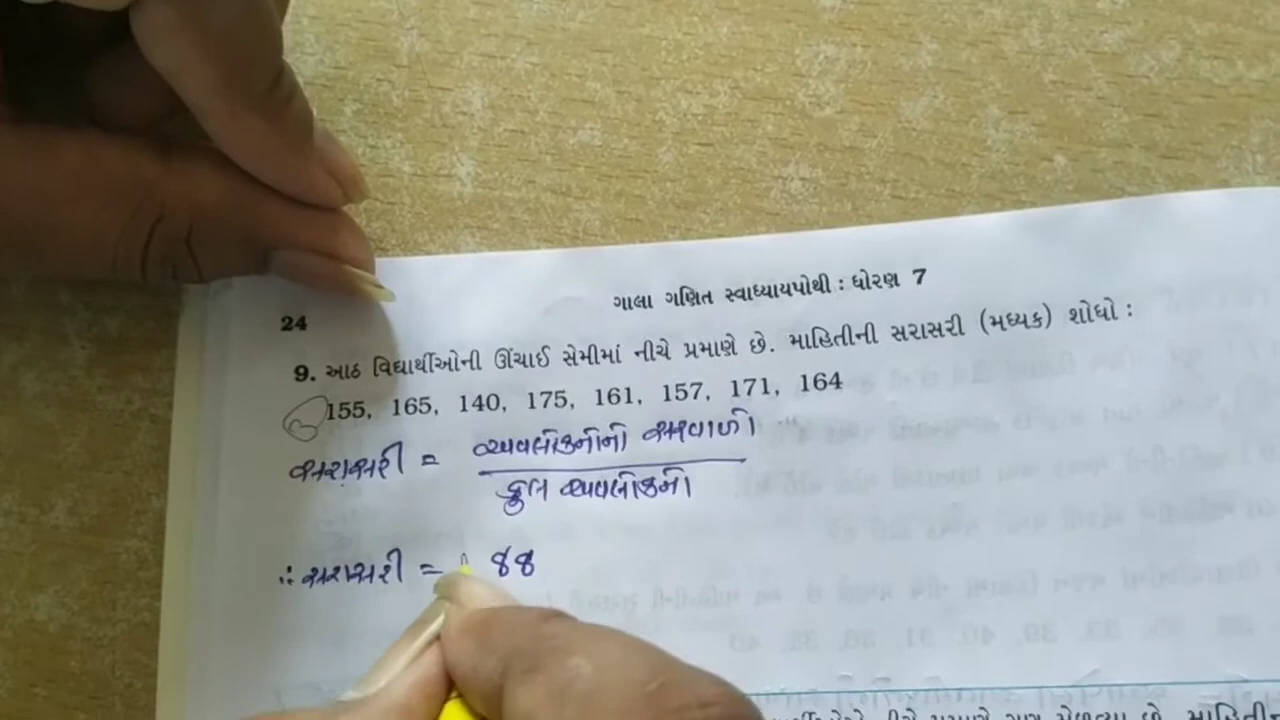 ગાલા ગણિત સ્વાધ્યાયપોથી : ધોરણ 7
24
9. આઠ વિદ્યાર્થીઓની ઊંચાઈ સેમીમાં નીચે પ્રમાણે છે. માહિતીની સરાસરી (મધ્યક) શોધો :
155, 165, 140, 175, 161, 157, 171, 164
સરાસરી = અવલોકનોનો સરવાળો
કુલ અવલોકનો
∴ સરાસરી = 88